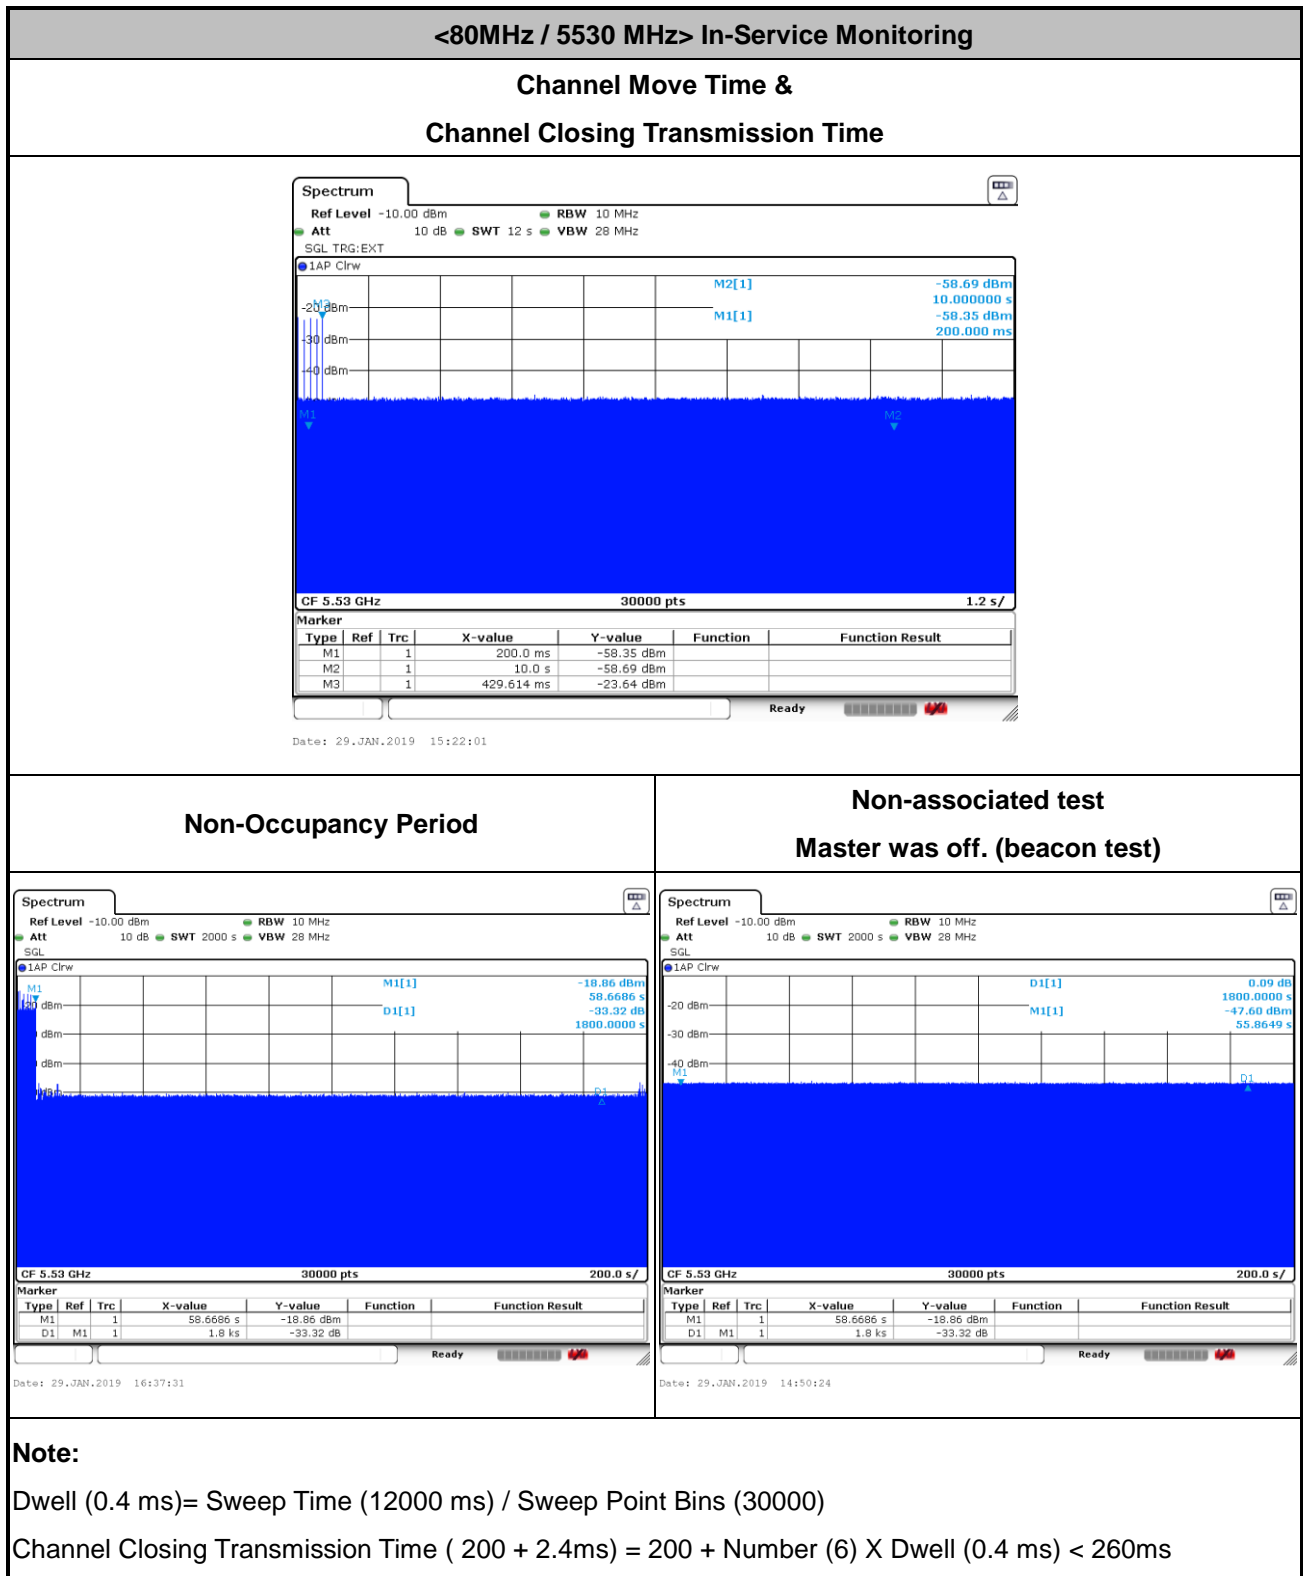 <80MHz / 5530 MHz> In-Service Monitoring
Channel Move Time &
Channel Closing Transmission Time
Spectrum
Ref Level -10.00 dBm RBW 10 MHz
Att 10 dB SWT 12 s VBW 28 MHz
SGL TRG:EXT
1AP Clrw
M2[1] -58.69 dBm
10.000000 s
M1[1] -58.35 dBm
200.000 ms
M3
-20 dBm
-30 dBm
-40 dBm
M1
M2
CF 5.53 GHz 30000 pts 1.2 s/
Marker
Type Ref Trc X-value Y-value Function Function Result
M1 1 200.0 ms -58.35 dBm
M2 1 10.0 s -58.69 dBm
M3 1 429.614 ms -23.64 dBm
Ready
Date: 29.JAN.2019 15:22:01
Non-Occupancy Period
Non-associated test
Master was off. (beacon test)
Spectrum
Ref Level -10.00 dBm RBW 10 MHz
Att 10 dB SWT 2000 s VBW 28 MHz
SGL
1AP Clrw
M1[1] -18.86 dBm
58.6686 s
D1[1] -33.32 dB
1800.0000 s
M1
dBm
dBm
dBm
D1
CF 5.53 GHz 30000 pts 200.0 s/
Marker
Type Ref Trc X-value Y-value Function Function Result
M1 1 58.6686 s -18.86 dBm
D1 M1 1 1.8 ks -33.32 dB
Ready
Date: 29.JAN.2019 16:37:31
Spectrum
Ref Level -10.00 dBm RBW 10 MHz
Att 10 dB SWT 2000 s VBW 28 MHz
SGL
1AP Clrw
D1[1] 0.09 dB
1800.0000 s
M1[1] -47.60 dBm
55.8649 s
-20 dBm
-30 dBm
-40 dBm
M1
D1
CF 5.53 GHz 30000 pts 200.0 s/
Marker
Type Ref Trc X-value Y-value Function Function Result
M1 1 58.6686 s -18.86 dBm
D1 M1 1 1.8 ks -33.32 dB
Ready
Date: 29.JAN.2019 14:50:24
Note:
Dwell (0.4 ms)= Sweep Time (12000 ms) / Sweep Point Bins (30000)
Channel Closing Transmission Time ( 200 + 2.4ms) = 200 + Number (6) X Dwell (0.4 ms) < 260ms